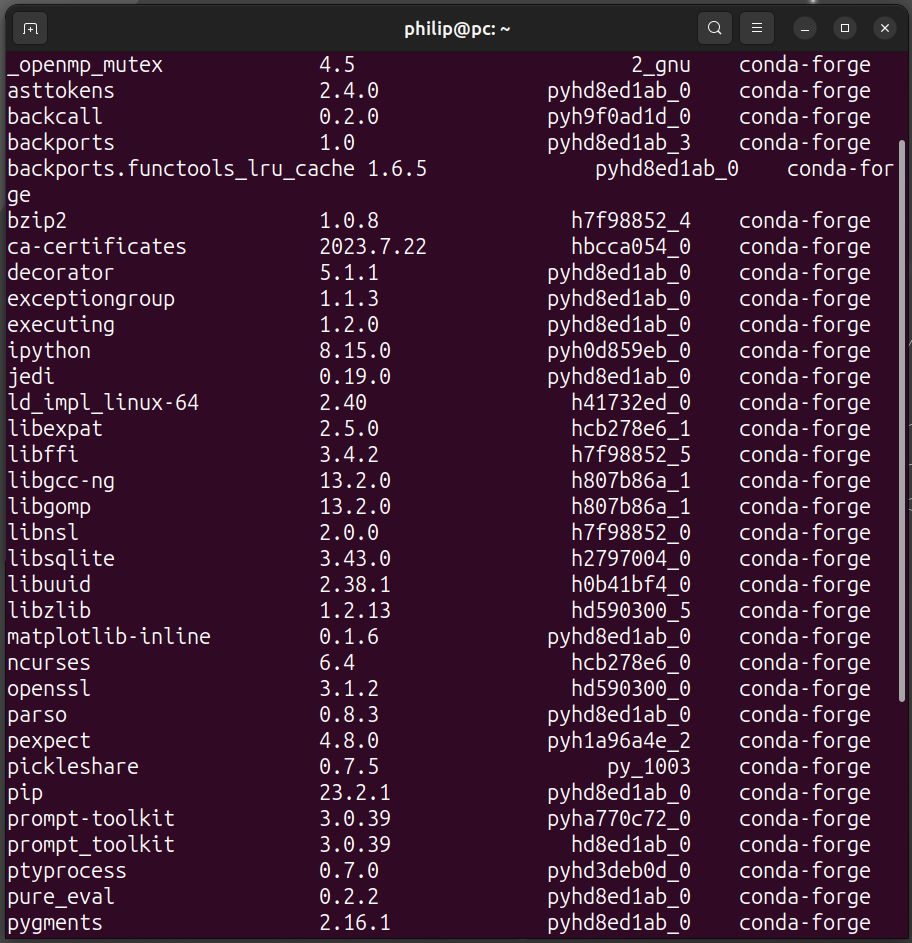 philip@pc: ~
_openmp_mutex 4.5 2_gnu conda-forge
asttokens 2.4.0 pyhd8ed1ab_0 conda-forge
backcall 0.2.0 pyh9f0ad1d_0 conda-forge
backports 1.0 pyhd8ed1ab_3 conda-forge
backports.functools_lru_cache 1.6.5 pyhd8ed1ab_0 conda-for
ge
bzip2 1.0.8 h7f98852_4 conda-forge
ca-certificates 2023.7.22 hbcca054_0 conda-forge
decorator 5.1.1 pyhd8ed1ab_0 conda-forge
exceptiongroup 1.1.3 pyhd8ed1ab_0 conda-forge
executing 1.2.0 pyhd8ed1ab_0 conda-forge
ipython 8.15.0 pyh0d859eb_0 conda-forge
jedi 0.19.0 pyhd8ed1ab_0 conda-forge
ld_impl_linux-64 2.40 h41732ed_0 conda-forge
libexpat 2.5.0 hcb278e6_1 conda-forge
libffi 3.4.2 h7f98852_5 conda-forge
libgcc-ng 13.2.0 h807b86a_1 conda-forge
libgomp 13.2.0 h807b86a_1 conda-forge
libnsl 2.0.0 h7f98852_0 conda-forge
libsqlite 3.43.0 h2797004_0 conda-forge
libuuid 2.38.1 h0b41bf4_0 conda-forge
libzlib 1.2.13 hd590300_5 conda-forge
matplotlib-inline 0.1.6 pyhd8ed1ab_0 conda-forge
ncurses 6.4 hcb278e6_0 conda-forge
openssl 3.1.2 hd590300_0 conda-forge
parso 0.8.3 pyhd8ed1ab_0 conda-forge
pexpect 4.8.0 pyh1a96a4e_2 conda-forge
pickleshare 0.7.5 py_1003 conda-forge
pip 23.2.1 pyhd8ed1ab_0 conda-forge
prompt-toolkit 3.0.39 pyha770c72_0 conda-forge
prompt_toolkit 3.0.39 hd8ed1ab_0 conda-forge
ptyprocess 0.7.0 pyhd3deb0d_0 conda-forge
pure_eval 0.2.2 pyhd8ed1ab_0 conda-forge
pygments 2.16.1 pyhd8ed1ab_0 conda-forge